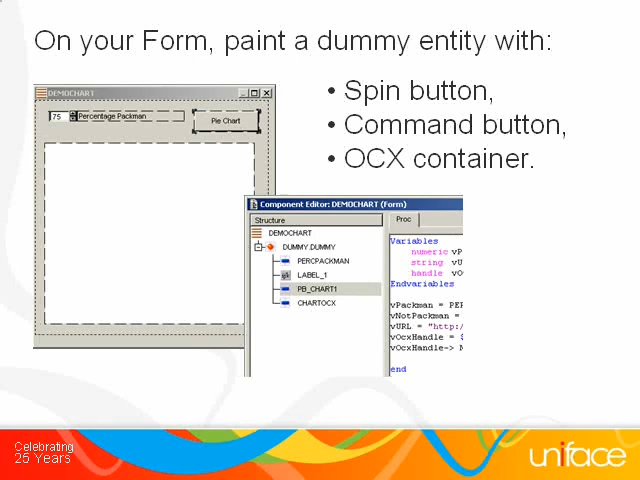 On your Form, paint a dummy entity with:
• Spin button,
• Command button,
• OCX container.
DEMOCHART
75 Percentage Packman
Pie Chart
Component Editor: DEMOCHART (Form)
Structure
Proc
DEMOCHART
DUMMY.DUMMY
PERCPACKMAN
LABEL_1
PB_CHART1
CHARTOCX
Variables
numeric vP
string vU
handle vO
Endvariables
vPackman = PER
vNotPackman =
vURL = "http:/
vOcxHandle = $
vOcxHandle-> N
end
Celebrating
25 Years
uniface